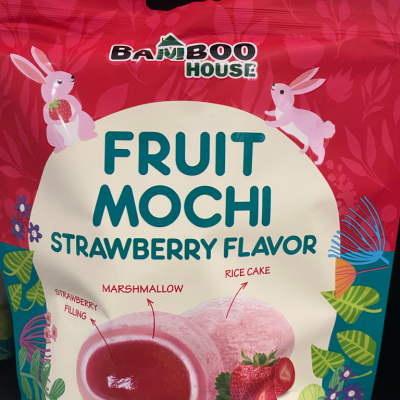 BAMBOO
HOUSE
FRUIT
MOCHI
STRAWBERRY FLAVOR
RICE CAKE
MARSHMALLOW
STRAWBERRY
FILLING